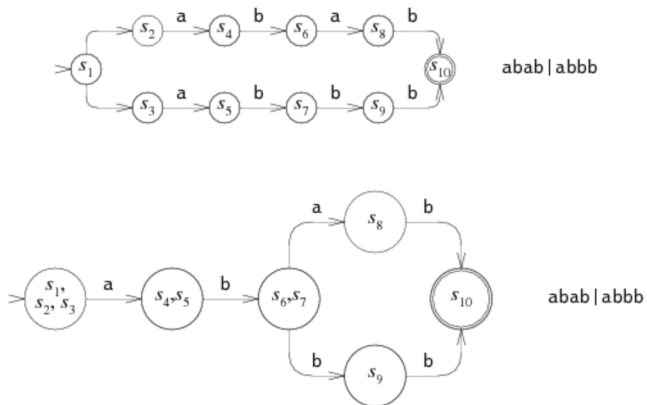 a b a b
s2 s4 s6 s8
s1 s10 abab|abbb
a b b b
s3 s5 s7 s9
a b
s8
a b
s1,
s2, s3 s4,s5 s6,s7 s10 abab|abbb
b b
s9